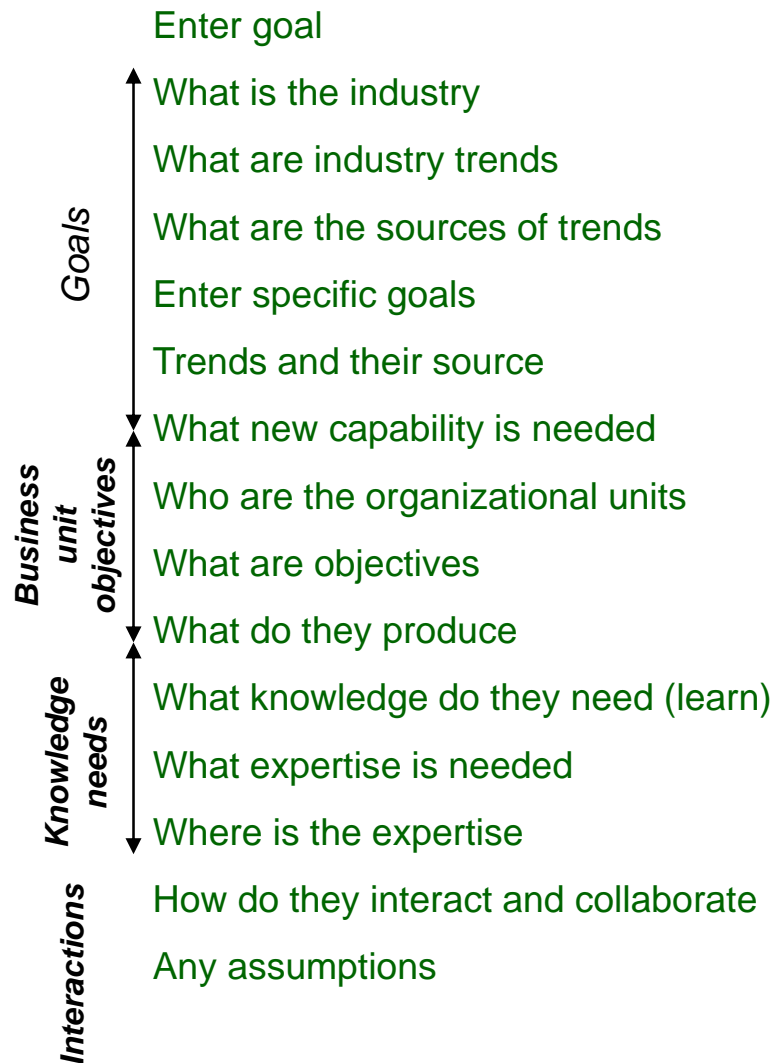 Enter goal
What is the industry
What are industry trends
What are the sources of trends
Enter specific goals
Trends and their source
What new capability is needed
Who are the organizational units
What are objectives
What do they produce
What knowledge do they need (learn)
What expertise is needed
Where is the expertise
How do they interact and collaborate
Any assumptions
Goals
Business
unit
objectives
Knowledge
needs
Interactions